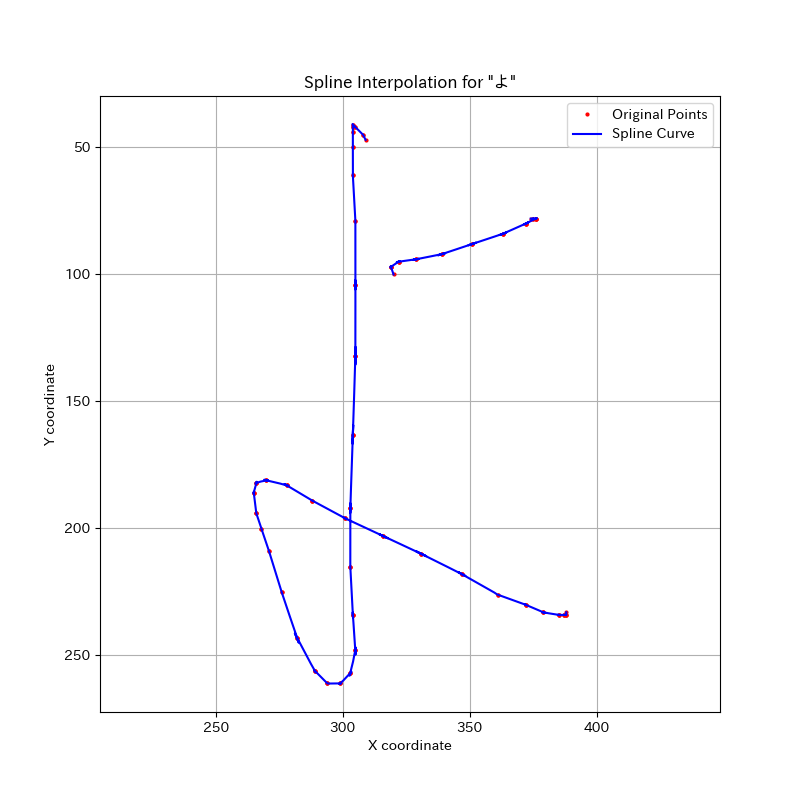 Spline Interpolation for "よ"
Original Points
Spline Curve
50
100
150
200
250
Y coordinate
250
300
350
400
X coordinate
よ